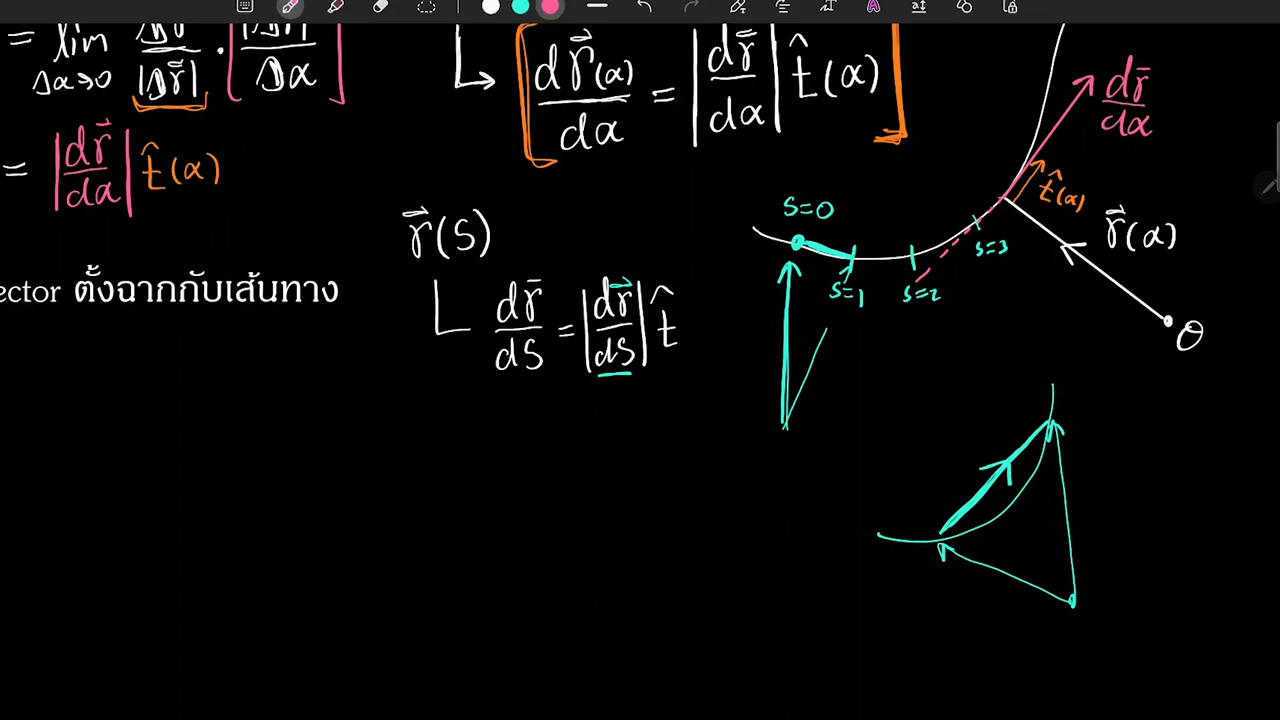 = lim Δr̄/|Δr̄| · [|Δr̄|/Δα]
Δα→0
= |dr⃗/dα| t̂(α)
ector ตั้งฉากกับเส้นทาง
[dr⃗(α)/dα = |dr̄/dα| t̂(α)]
r⃗(S)
dr̄/dS = |dr⃗/dS| t̂
dr̄/dα
t̂(α)
r⃗(α)
O
S=0
S=1
S=2
S=3